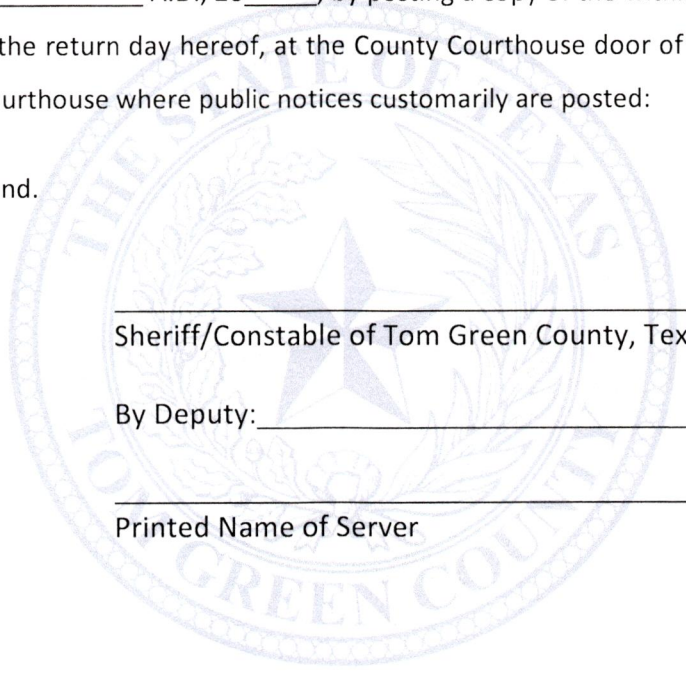 the return day hereof, at the County Courthouse door of
urthouse where public notices customarily are posted:
nd.
THE STATE OF TEXAS
Sheriff/Constable of Tom Green County, Tex
By Deputy:
Printed Name of Server
TOM GREEN COUNTY